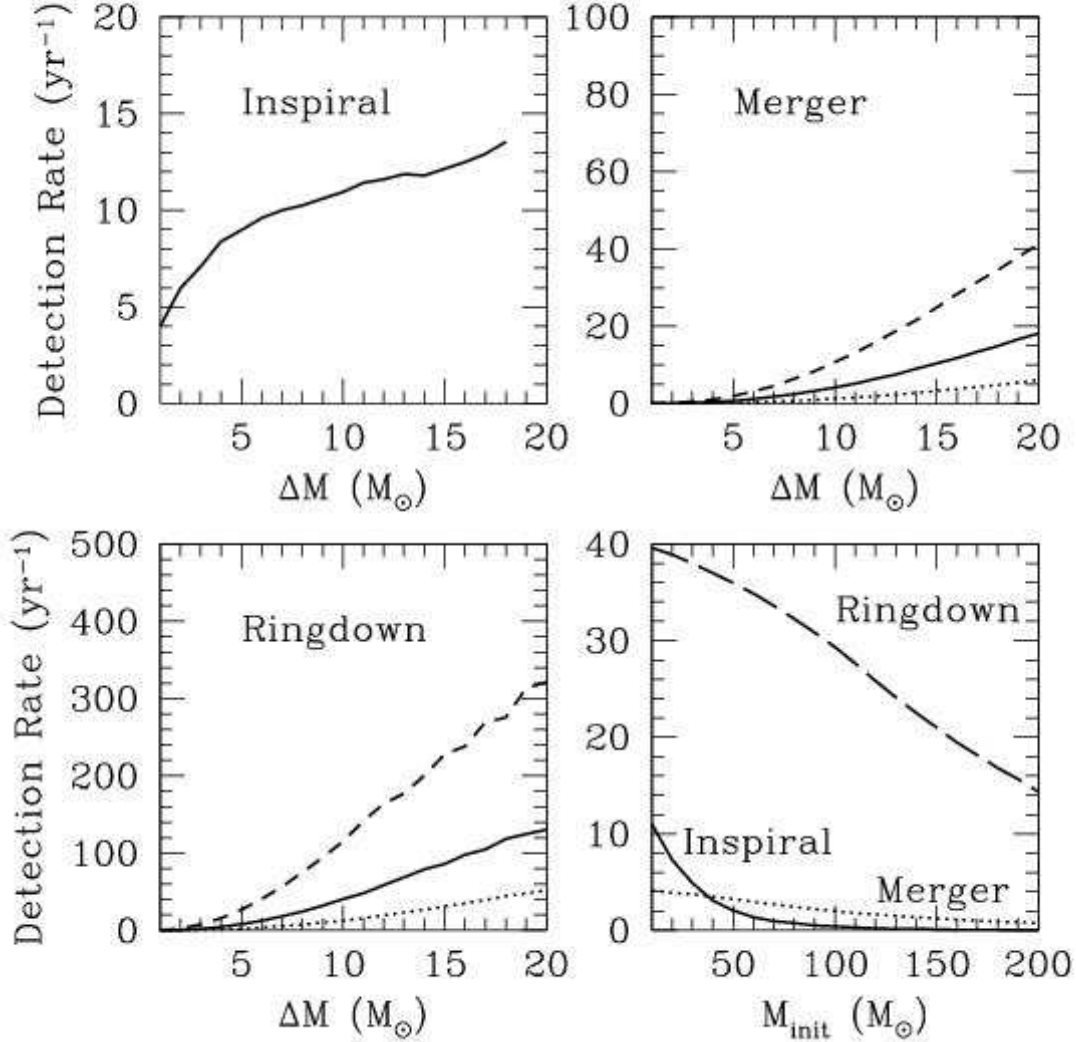 Detection Rate (yr⁻¹)
20
15
10
5
0
Inspiral
5 10 15 20
ΔM (M⊙)
100
80
60
40
20
0
Merger
5 10 15 20
ΔM (M⊙)
Detection Rate (yr⁻¹)
500
400
300
200
100
0
Ringdown
5 10 15 20
ΔM (M⊙)
40
30
20
10
0
Ringdown
Inspiral
Merger
50 100 150 200
M_init (M⊙)